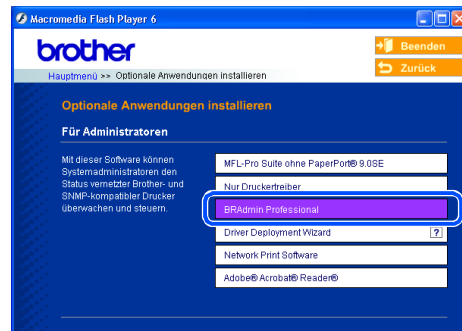 Macromedia Flash Player 6
brother
Beenden
Zurück
Hauptmenü >> Optionale Anwendungen installieren
Optionale Anwendungen installieren
Für Administratoren
Mit dieser Software können
Systemadministratoren den
Status vernetzter Brother- und
SNMP-kompatibler Drucker
überwachen und steuern.
MFL-Pro Suite ohne PaperPort® 9.0SE
Nur Druckertreiber
BRAdmin Professional
Driver Deployment Wizard ?
Network Print Software
Adobe® Acrobat® Reader®